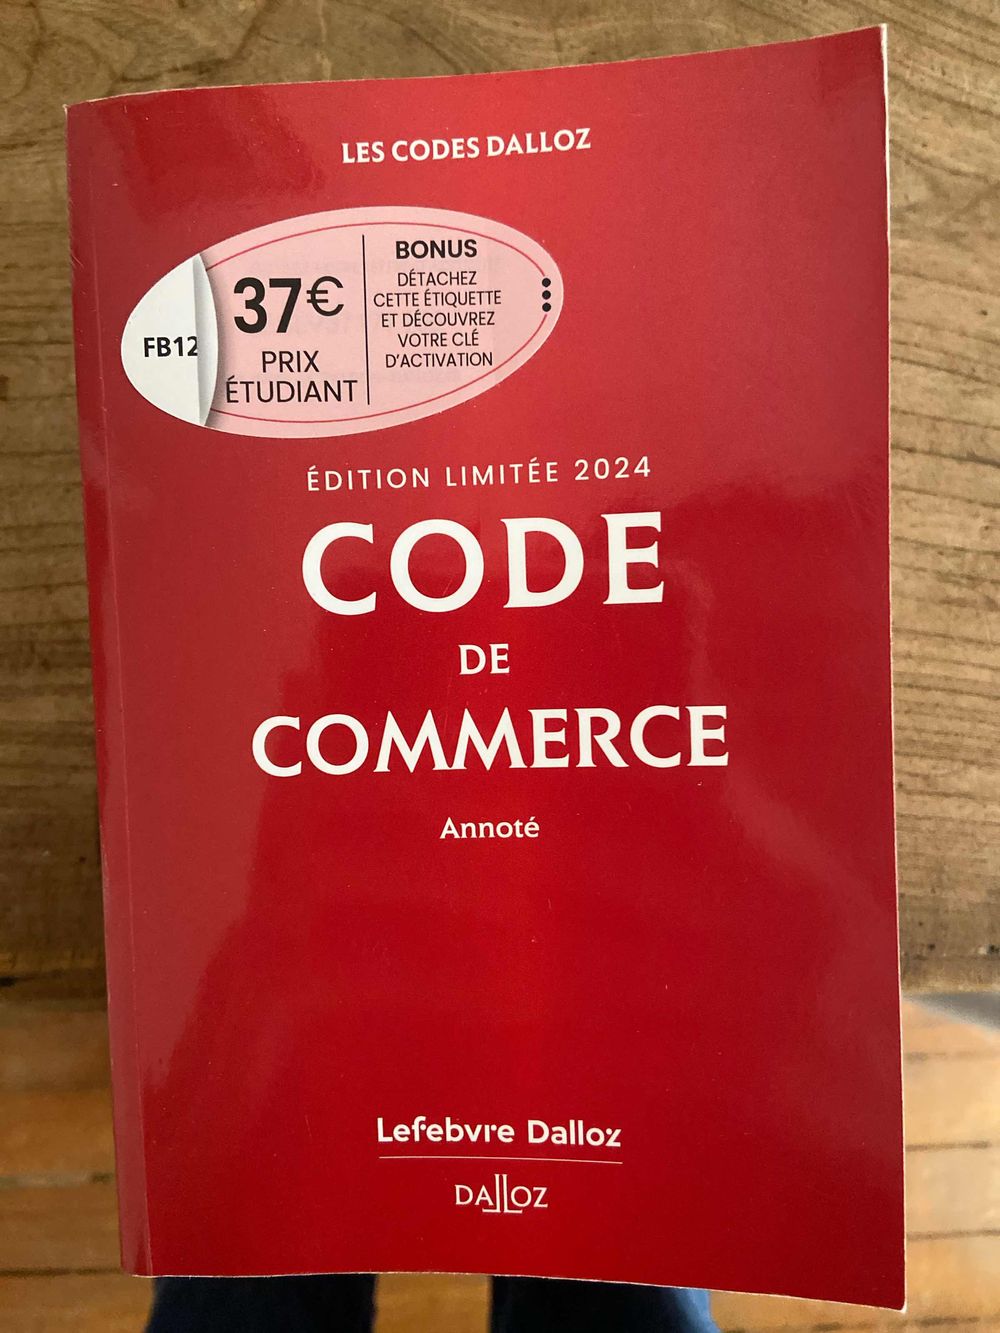 LES CODES DALLOZ
FB12
37€
PRIX
ÉTUDIANT
BONUS
DÉTACHEZ
CETTE ÉTIQUETTE
ET DÉCOUVREZ
VOTRE CLÉ
D'ACTIVATION
ÉDITION LIMITÉE 2024
CODE
DE
COMMERCE
Annoté
Lefebvre Dalloz
DALLOZ